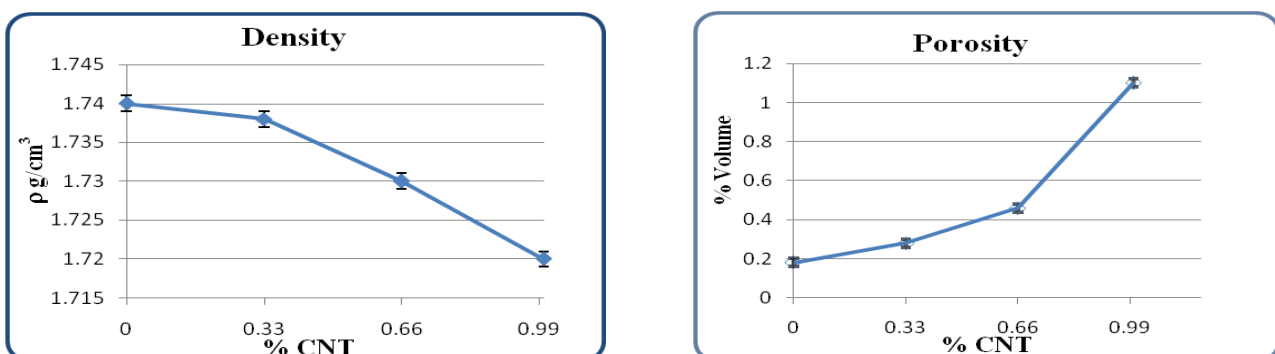 Density
1.745
1.74
1.735
1.73
1.725
1.72
1.715
ρ g/cm³
0 0.33 0.66 0.99
% CNT
Porosity
1.2
1
0.8
0.6
0.4
0.2
0
% Volume
0 0.33 0.66 0.99
% CNT